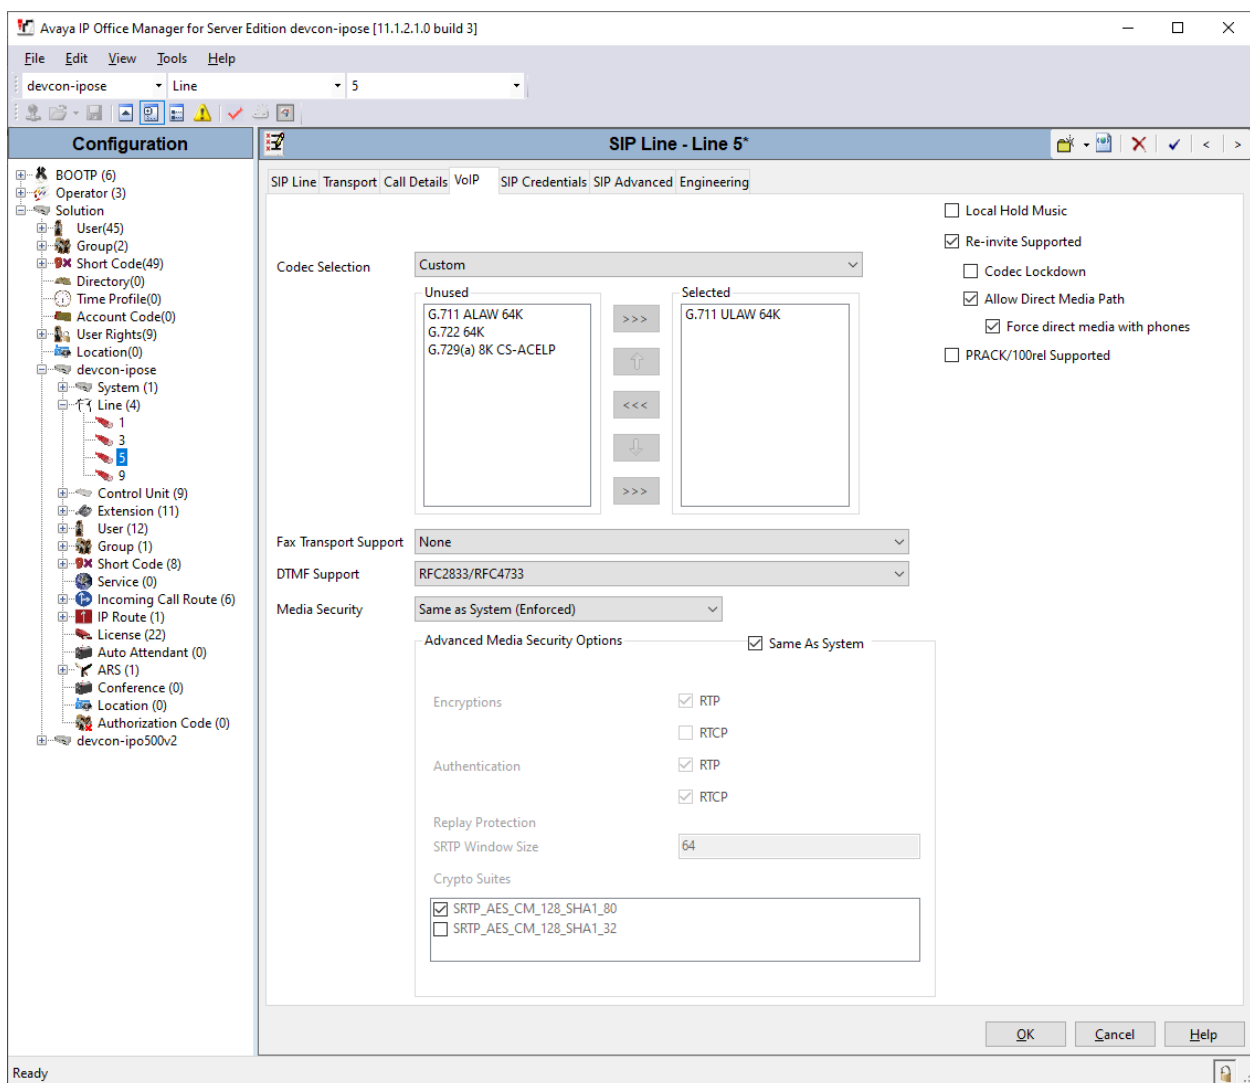 Avaya IP Office Manager for Server Edition devcon-ipose [11.1.2.1.0 build 3]
File Edit View Tools Help
devcon-ipose Line 5
Configuration
BOOTP (6)
Operator (3)
Solution
User(45)
Group(2)
Short Code(49)
Directory(0)
Time Profile(0)
Account Code(0)
User Rights(9)
Location(0)
devcon-ipose
System (1)
Line (4)
1
3
5
9
Control Unit (9)
Extension (11)
User (12)
Group (1)
Short Code (8)
Service (0)
Incoming Call Route (6)
IP Route (1)
License (22)
Auto Attendant (0)
ARS (1)
Conference (0)
Location (0)
Authorization Code (0)
devcon-ipo500v2
SIP Line - Line 5*
SIP Line Transport Call Details VoIP SIP Credentials SIP Advanced Engineering
Local Hold Music
Re-invite Supported
Codec Lockdown
Allow Direct Media Path
Force direct media with phones
PRACK/100rel Supported
Codec Selection Custom
Unused
G.711 ALAW 64K
G.722 64K
G.729(a) 8K CS-ACELP
>>>
<<<
>>>
Selected
G.711 ULAW 64K
Fax Transport Support None
DTMF Support RFC2833/RFC4733
Media Security Same as System (Enforced)
Advanced Media Security Options Same As System
Encryptions RTP
RTCP
Authentication RTP
RTCP
Replay Protection
SRTP Window Size 64
Crypto Suites
SRTP_AES_CM_128_SHA1_80
SRTP_AES_CM_128_SHA1_32
OK Cancel Help
Ready